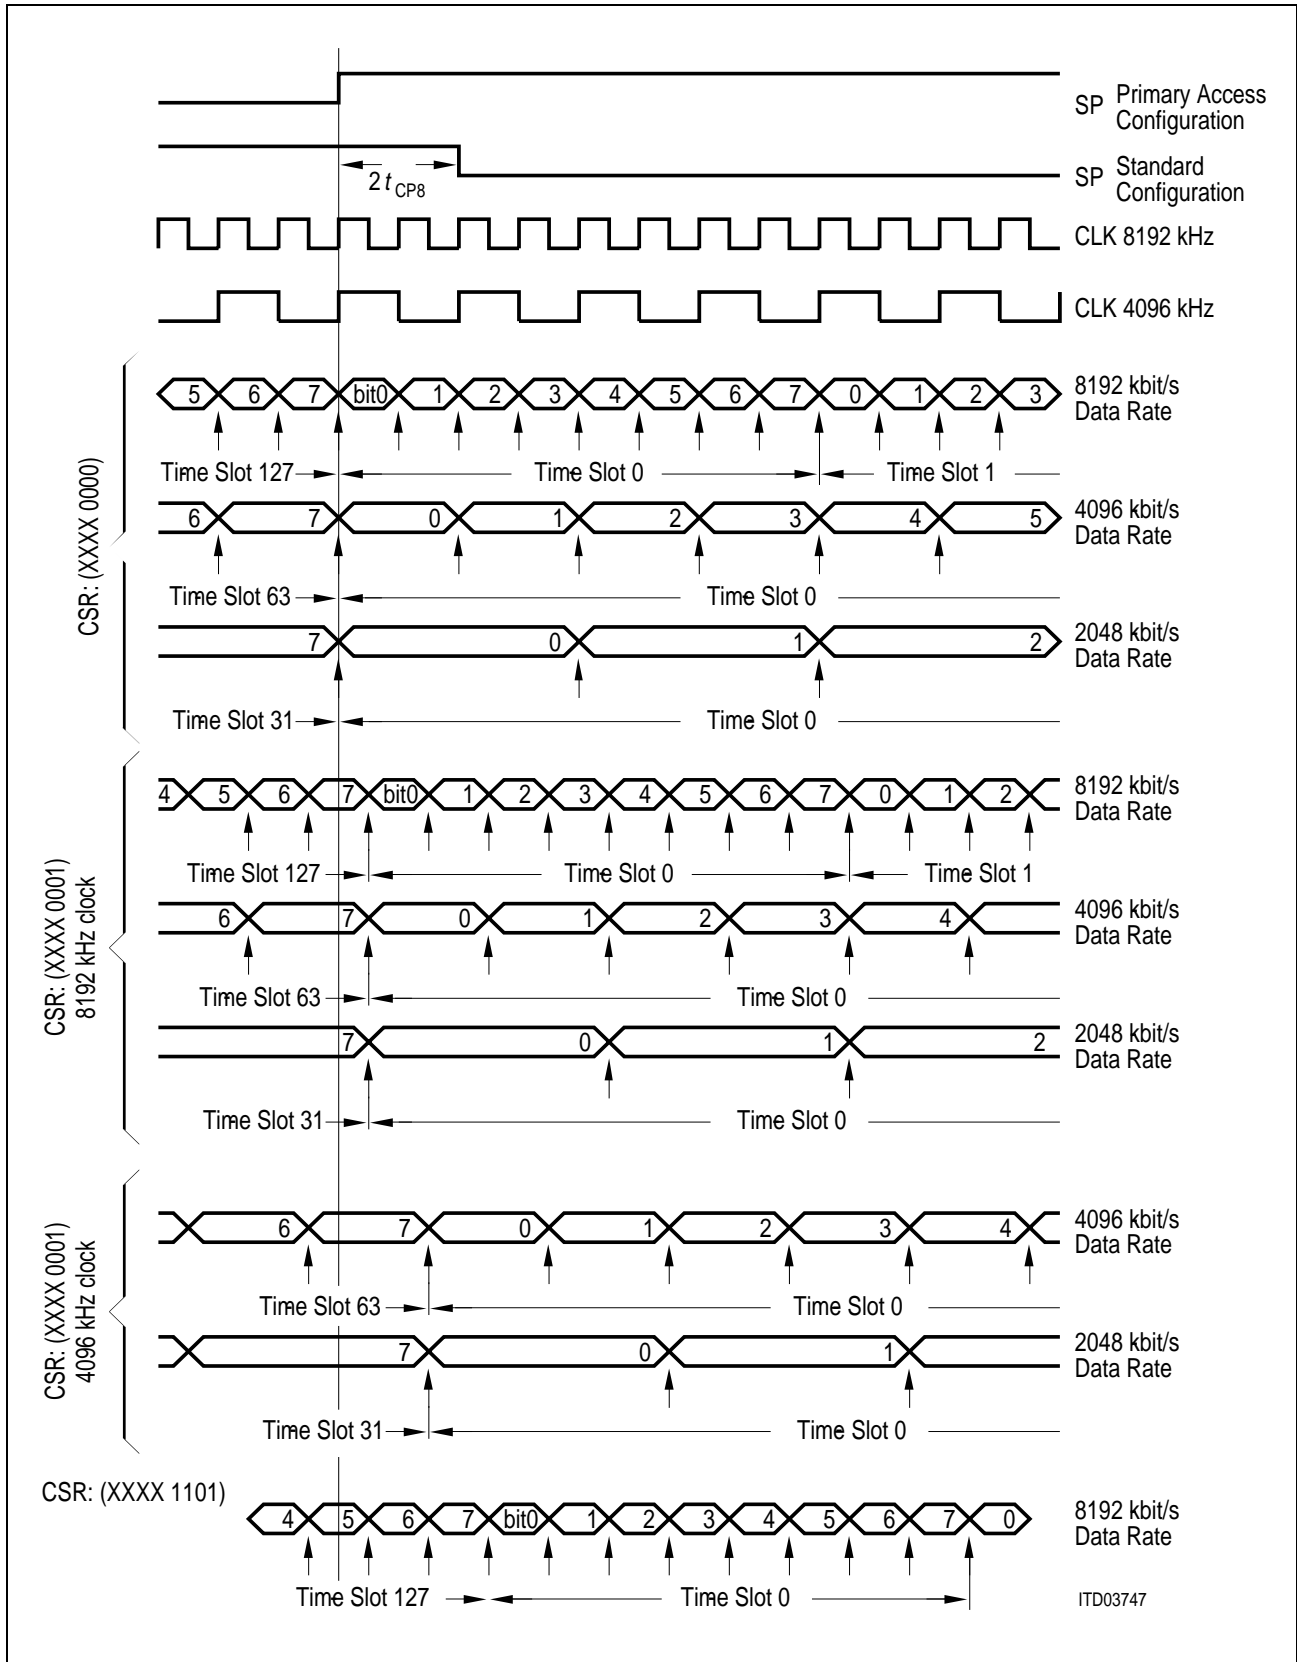 SP Primary Access
Configuration
2 t CP8
SP Standard
Configuration
CLK 8192 kHz
CLK 4096 kHz
CSR: (XXXX 0000)
5 6 7 bit0 1 2 3 4 5 6 7 0 1 2 3
8192 kbit/s
Data Rate
Time Slot 127 Time Slot 0 Time Slot 1
6 7 0 1 2 3 4 5
4096 kbit/s
Data Rate
Time Slot 63 Time Slot 0
7 0 1 2
2048 kbit/s
Data Rate
Time Slot 31 Time Slot 0
CSR: (XXXX 0001)
8192 kHz clock
4 5 6 7 bit0 1 2 3 4 5 6 7 0 1 2
8192 kbit/s
Data Rate
Time Slot 127 Time Slot 0 Time Slot 1
6 7 0 1 2 3 4
4096 kbit/s
Data Rate
Time Slot 63 Time Slot 0
7 0 1 2
2048 kbit/s
Data Rate
Time Slot 31 Time Slot 0
CSR: (XXXX 0001)
4096 kHz clock
6 7 0 1 2 3 4
4096 kbit/s
Data Rate
Time Slot 63 Time Slot 0
7 0 1
2048 kbit/s
Data Rate
Time Slot 31 Time Slot 0
CSR: (XXXX 1101)
4 5 6 7 bit0 1 2 3 4 5 6 7 0
8192 kbit/s
Data Rate
Time Slot 127 Time Slot 0
ITD03747